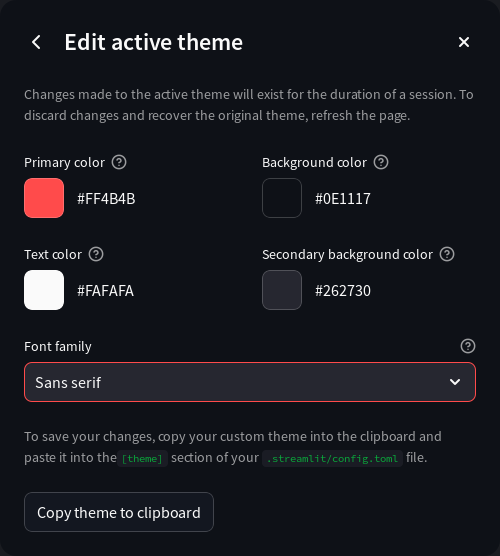 Edit active theme
Changes made to the active theme will exist for the duration of a session. To
discard changes and recover the original theme, refresh the page.
Primary color
Background color
#FF4B4B
#0E1117
Text color
Secondary background color
#FAFAFA
#262730
Font family
Sans serif
To save your changes, copy your custom theme into the clipboard and
paste it into the [theme] section of your .streamlit/config.toml file.
Copy theme to clipboard